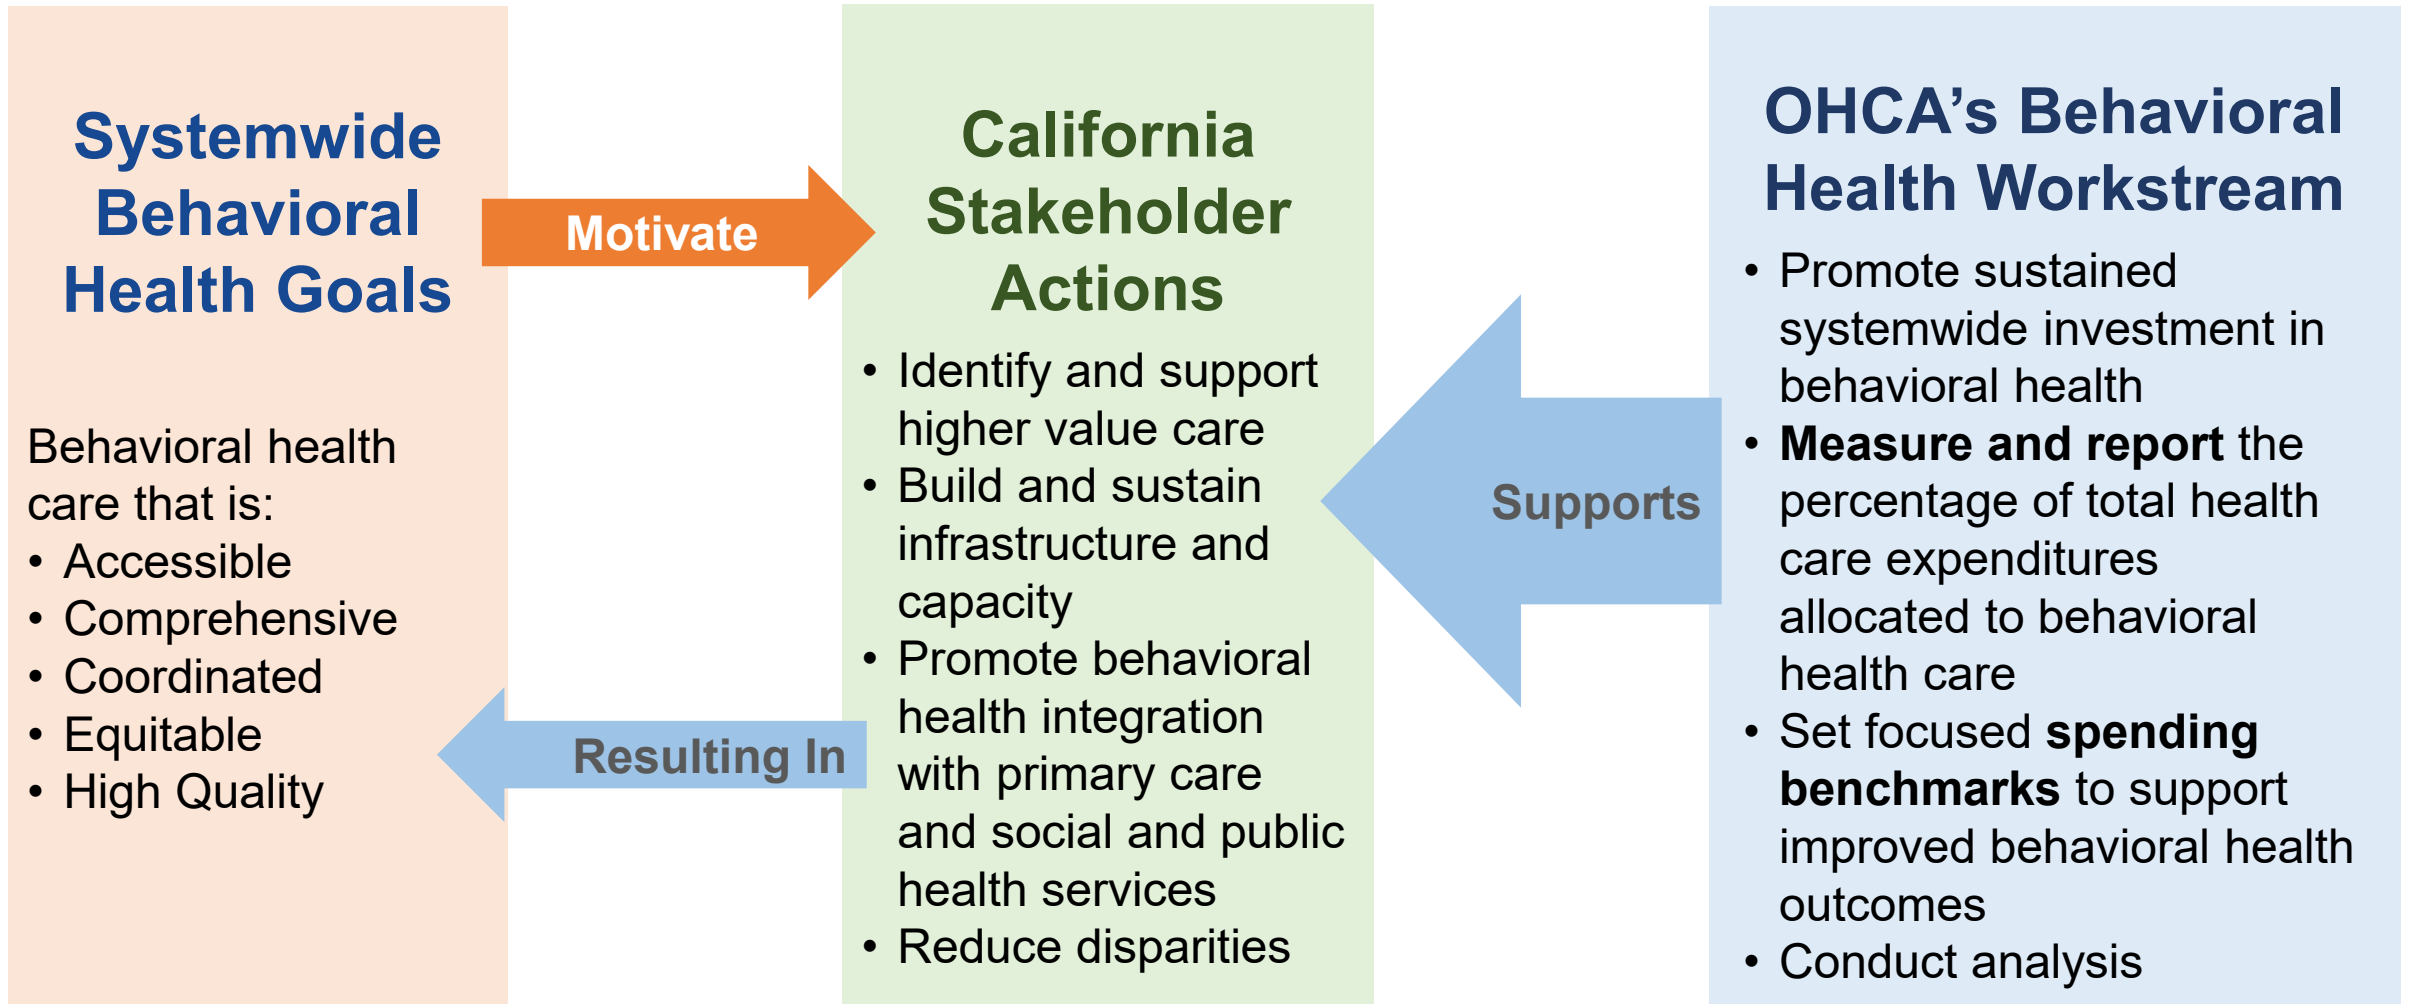 Systemwide
Behavioral
Health Goals
Behavioral health
care that is:
• Accessible
• Comprehensive
• Coordinated
• Equitable
• High Quality
Motivate
Resulting In
California
Stakeholder
Actions
• Identify and support
higher value care
• Build and sustain
infrastructure and
capacity
• Promote behavioral
health integration
with primary care
and social and public
health services
• Reduce disparities
Supports
OHCA’s Behavioral
Health Workstream
• Promote sustained
systemwide investment in
behavioral health
• Measure and report the
percentage of total health
care expenditures
allocated to behavioral
health care
• Set focused spending
benchmarks to support
improved behavioral health
outcomes
• Conduct analysis